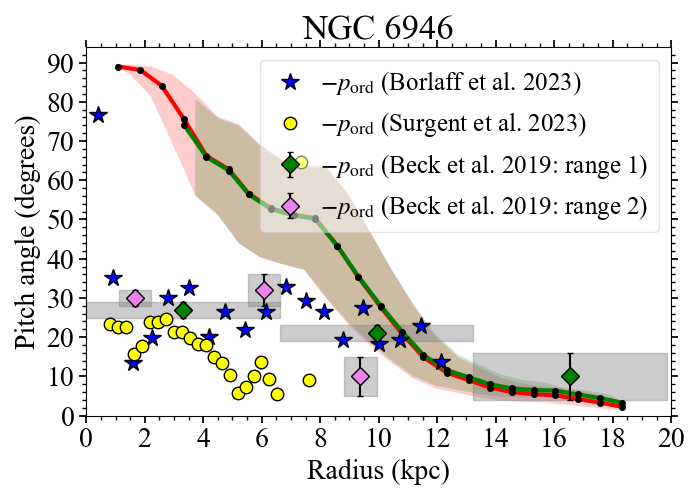 NGC 6946
−p_ord (Borlaff et al. 2023)
−p_ord (Surgent et al. 2023)
−p_ord (Beck et al. 2019: range 1)
−p_ord (Beck et al. 2019: range 2)
Pitch angle (degrees)
90
80
70
60
50
40
30
20
10
0
0 2 4 6 8 10 12 14 16 18 20
Radius (kpc)